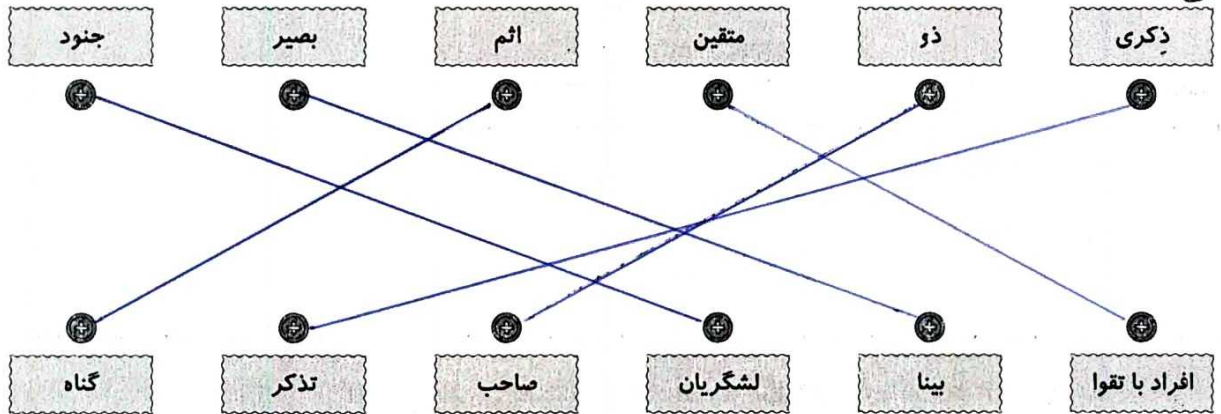 ذِکری ذو متقین اثم بصیر جنود
افراد با تقوا بینا لشگریان صاحب تذکر گناه